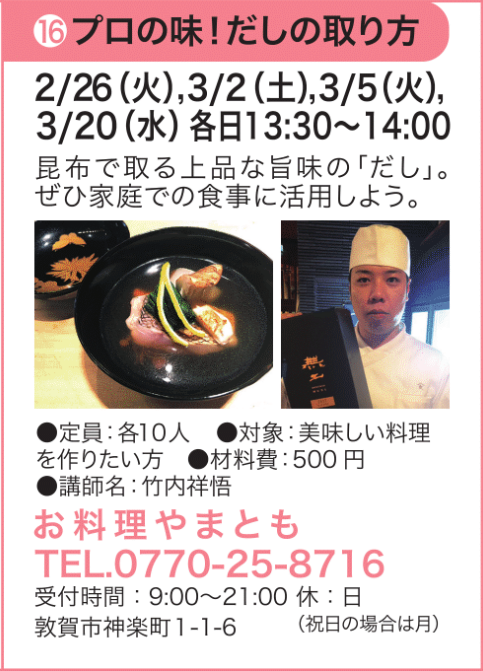 ⑯プロの味！だしの取り方
2/26（火）,3/2（土）,3/5（火）,
3/20（水）各日13:30～14:00
昆布で取る上品な旨味の「だし」。
ぜひ家庭での食事に活用しよう。
●定員：各10人　●対象：美味しい料理
を作りたい方　●材料費：500円
●講師名：竹内祥悟
お料理やまとも
TEL.0770-25-8716
受付時間：9:00～21:00 休：日
敦賀市神楽町1-1-6　（祝日の場合は月）